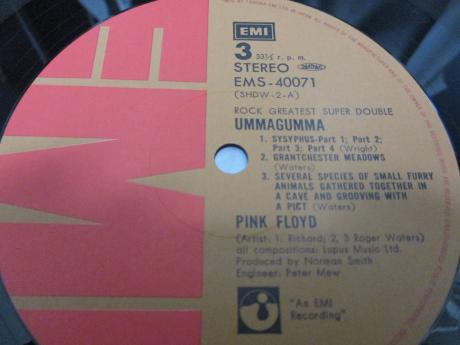 EMI
3 33⅓ r. p. m.
STEREO
EMS-40071
(SHDW-2-A)
ROCK GREATEST SUPER DOUBLE
UMMAGUMMA
1. SYSYPHUS-Part 1; Part 2;
Part 3; Part 4 (Wright)
2. GRANTCHESTER MEADOWS
(Waters)
3. SEVERAL SPECIES OF SMALL FURRY
ANIMALS GATHERED TOGETHER IN
A CAVE AND GROOVING WITH
A PICT (Waters)
PINK FLOYD
(Artist: 1. Richard; 2, 3 Roger Waters)
all compositions: Lupus Music Ltd.
Produced by Norman Smith
Engineer: Peter Mew
"An EMI
Recording"
EMI